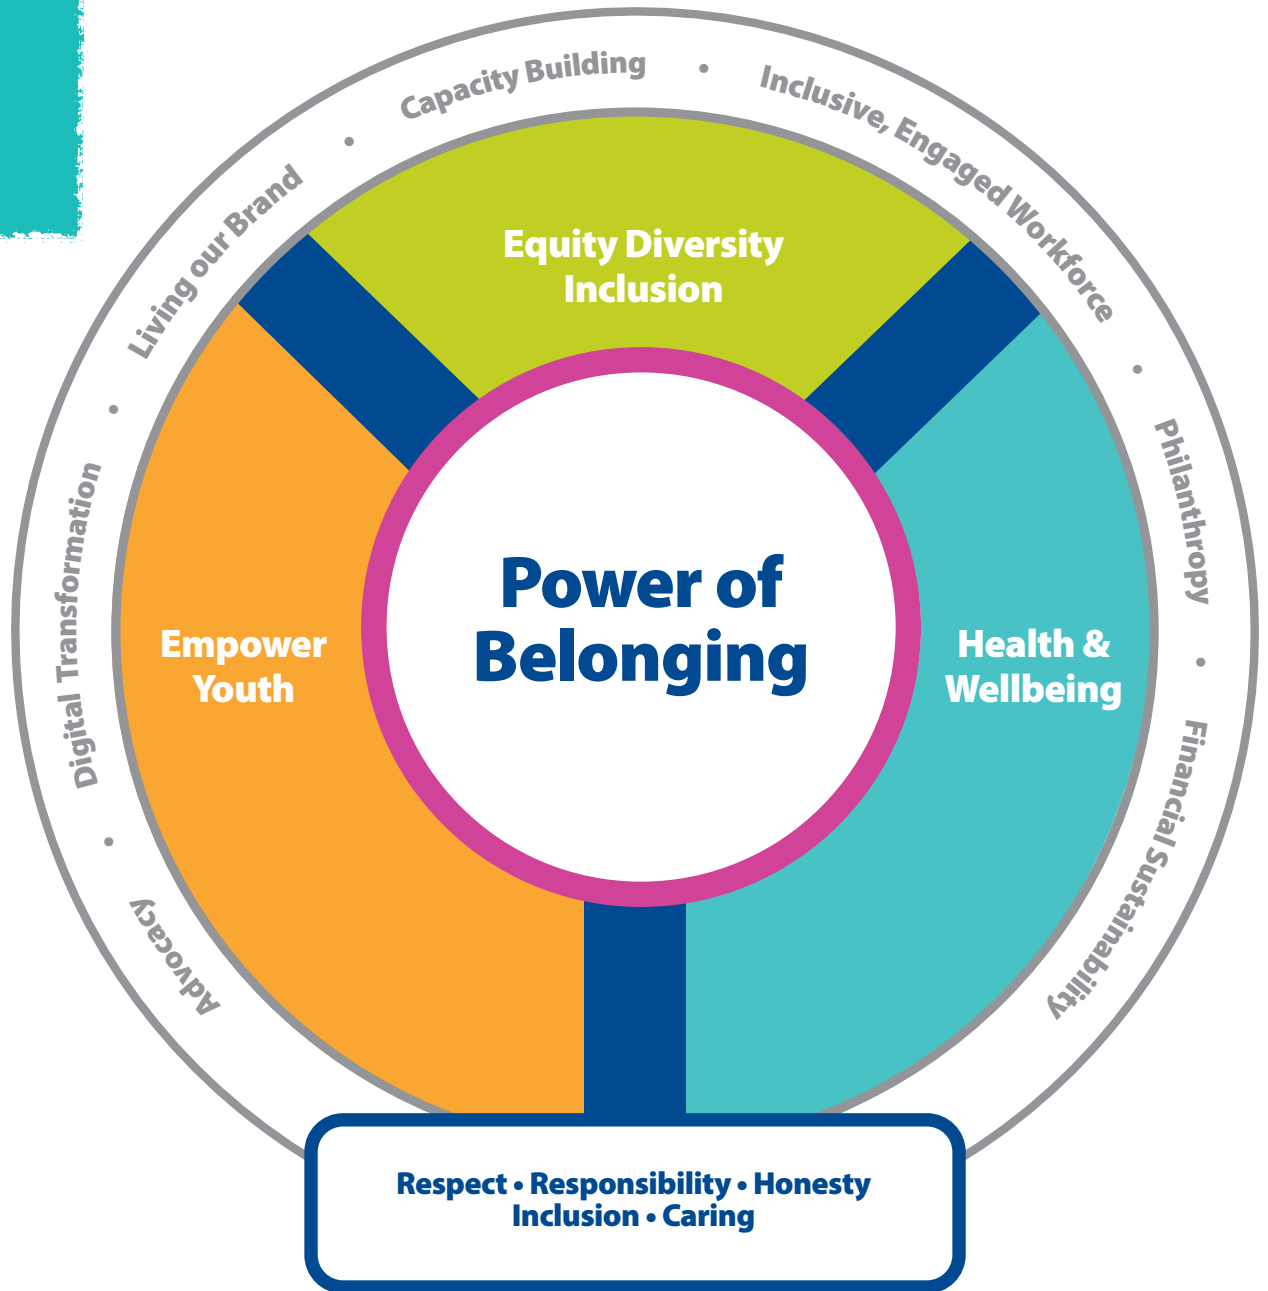 Advocacy • Digital Transformation • Living our Brand • Capacity Building • Inclusive, Engaged Workforce • Philanthropy • Financial Sustainability
Equity Diversity
Inclusion
Empower
Youth
Power of
Belonging
Health &
Wellbeing
Respect • Responsibility • Honesty
Inclusion • Caring